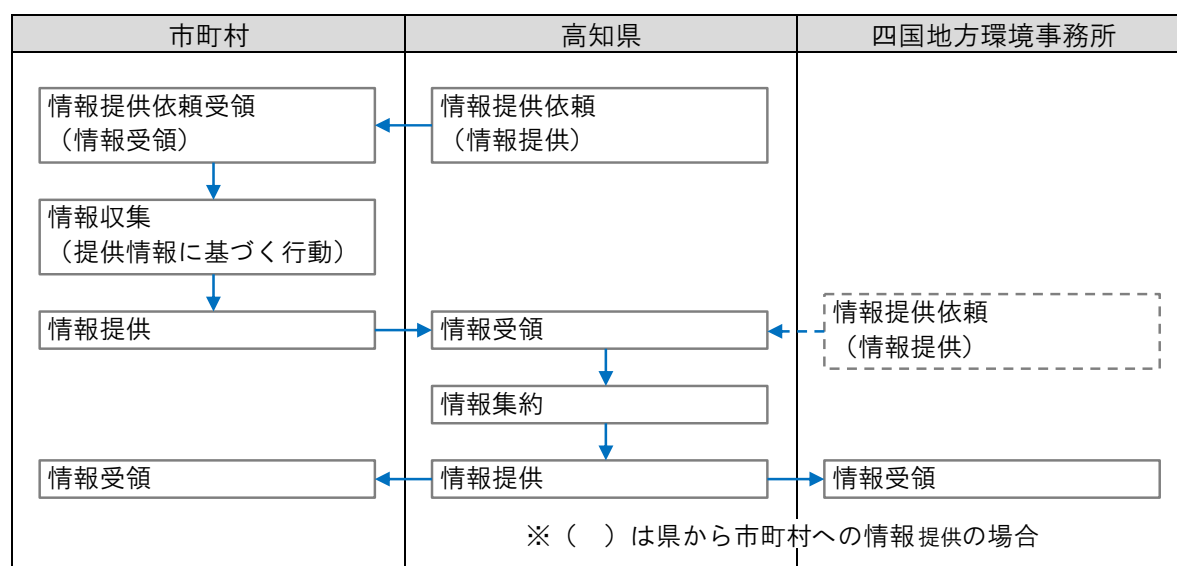 市町村
高知県
四国地方環境事務所
情報提供依頼受領
（情報受領）
情報提供依頼
（情報提供）
情報収集
（提供情報に基づく行動）
情報提供
情報受領
情報提供依頼
（情報提供）
情報集約
情報受領
情報提供
情報受領
※（　）は県から市町村への情報提供の場合